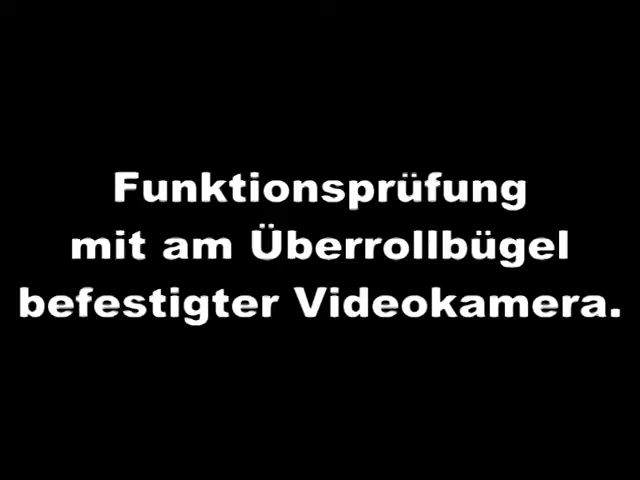 Funktionsprüfung
mit am Überrollbügel
befestigter Videokamera.